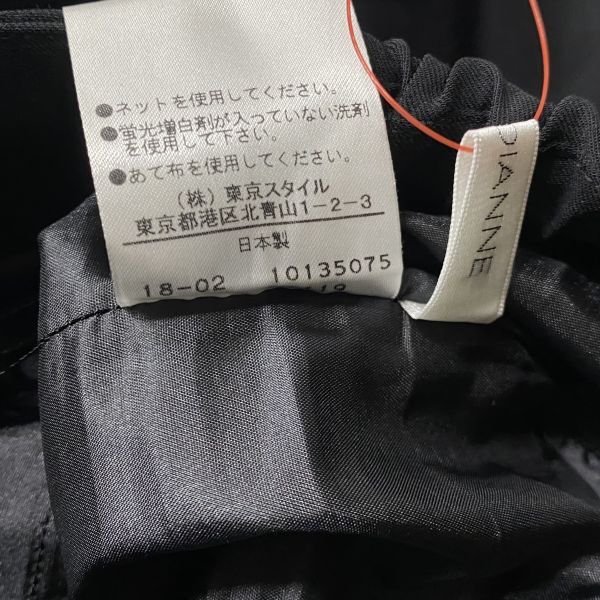 ●ネットを使用してください。
●蛍光増白剤が入っていない洗剤
を使用して下さい。
●あて布を使用してください。
(株) 東京スタイル
東京都港区北青山1-2-3
日本製
18-02 10135075
DIANNE